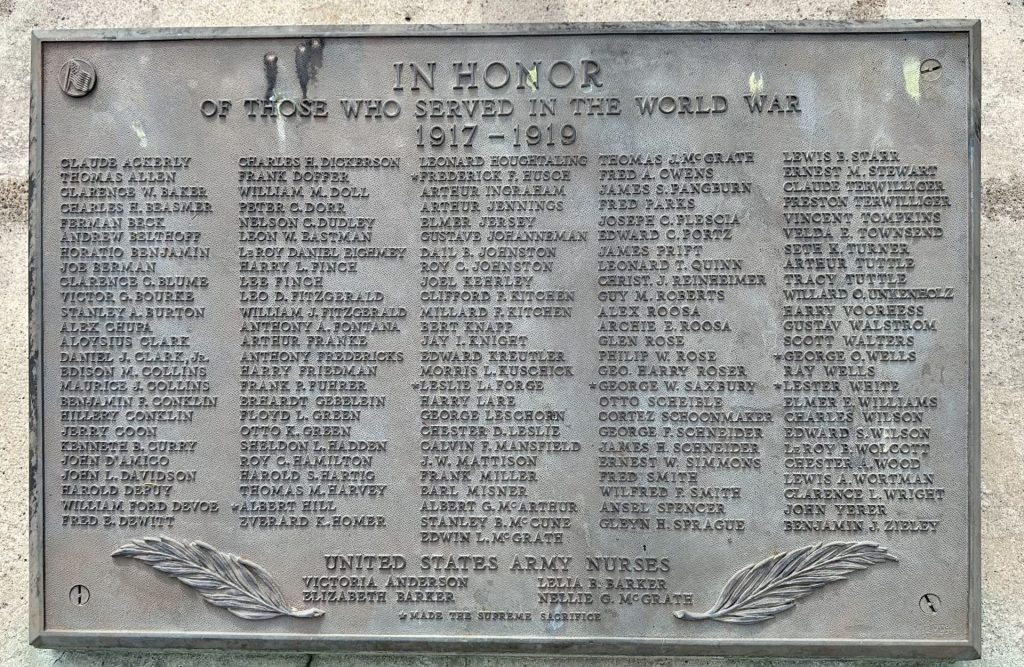 IN HONOR
OF THOSE WHO SERVED IN THE WORLD WAR
1917 - 1919
CLAUDE ACKERLY
THOMAS ALLEN
CLARENCE W. BAKER
CHARLES H. BEASMER
FERMAN BECK
ANDREW BELTHOFF
HORATIO BENJAMIN
JOE BERMAN
CLARENCE C. BLUME
VICTOR G. BOURKE
STANLEY A. BURTON
ALEX CHUPA
ALOYSIUS CLARK
DANIEL J. CLARK, JR.
EDISON M. COLLINS
MAURICE J. COLLINS
BENJAMIN F. CONKLIN
HILLERY CONKLIN
JERRY COON
KENNETH B. CURRY
JOHN D'AMICO
JOHN L. DAVIDSON
HAROLD DEPUY
WILLIAM FORD DEVOE
FRED E. DEWITT
CHARLES H. DICKERSON
FRANK DOFFER
WILLIAM M. DOLL
PETER C. DORR
NELSON C. DUDLEY
LEON W. EASTMAN
LEROY DANIEL EIGHMEY
HARRY L. FINCH
LEE FINCH
LEO D. FITZGERALD
WILLIAM J. FITZGERALD
ANTHONY A. FONTANA
ARTHUR FRANKE
ANTHONY FREDERICKS
HARRY FRIEDMAN
FRANK P. FUHRER
ERHARDT GEBELEIN
FLOYD L. GREEN
OTTO K. GREEN
SHELDON L. HADDEN
ROY C. HAMILTON
HAROLD S. HARTIG
THOMAS M. HARVEY
*ALBERT HILL
EVERARD K. HOMER
LEONARD HOUGHTALING
*FREDERICK F. HUSCH
ARTHUR INGRAHAM
ARTHUR JENNINGS
ELMER JERSEY
GUSTAVE JOHANNEMAN
DAIL B. JOHNSTON
ROY C. JOHNSTON
JOEL KEHRLEY
CLIFFORD F. KITCHEN
MILLARD F. KITCHEN
BERT KNAPP
JAY I. KNIGHT
EDWARD KREUTLER
MORRIS L. KUSCHICK
*LESLIE LAFORGE
HARRY LARE
GEORGE LESCHORN
CHESTER D. LESLIE
CALVIN F. MANSFIELD
J. W. MATTISON
FRANK MILLER
EARL MISNER
ALBERT G. MCARTHUR
STANLEY B. MCCUNE
EDWIN L. MCGRATH
THOMAS J. MCGRATH
FRED A. OWENS
JAMES S. PANGBURN
FRED PARKS
JOSEPH C. PLESCIA
EDWARD C. PORTZ
JAMES PRIFT
LEONARD T. QUINN
CHRIST. J. REINHEIMER
GUY M. ROBERTS
ALEX ROOSA
ARCHIE E. ROOSA
GLEN ROSE
PHILIP W. ROSE
GEO. HARRY ROSER
*GEORGE W. SAXBURY
OTTO SCHEIBLE
CORTEZ SCHOONMAKER
GEORGE F. SCHNEIDER
JAMES H. SCHNEIDER
ERNEST W. SIMMONS
FRED SMITH
WILFRED P. SMITH
ANSEL SPENCER
GLEYN H. SPRAGUE
LEWIS E. STARR
ERNEST M. STEWART
CLAUDE TERWILLIGER
PRESTON TERWILLIGER
VINCENT TOMPKINS
VELDA E. TOWNSEND
SETH K. TURNER
ARTHUR TUTTLE
TRACY TUTTLE
WILLARD O. UNKENHOLZ
HARRY VOORHESS
GUSTAV WALSTROM
SCOTT WALTERS
*GEORGE O. WELLS
RAY WELLS
*LESTER WHITE
ELMER E. WILLIAMS
CHARLES WILSON
EDWARD S. WILSON
LEROY B. WOLCOTT
CHESTER A. WOOD
LEWIS A. WORTMAN
CLARENCE L. WRIGHT
JOHN YERER
BENJAMIN J. ZIELEY
UNITED STATES ARMY NURSES
VICTORIA ANDERSON
ELIZABETH BARKER
LELIA B. BARKER
NELLIE G. MCGRATH
*MADE THE SUPREME SACRIFICE